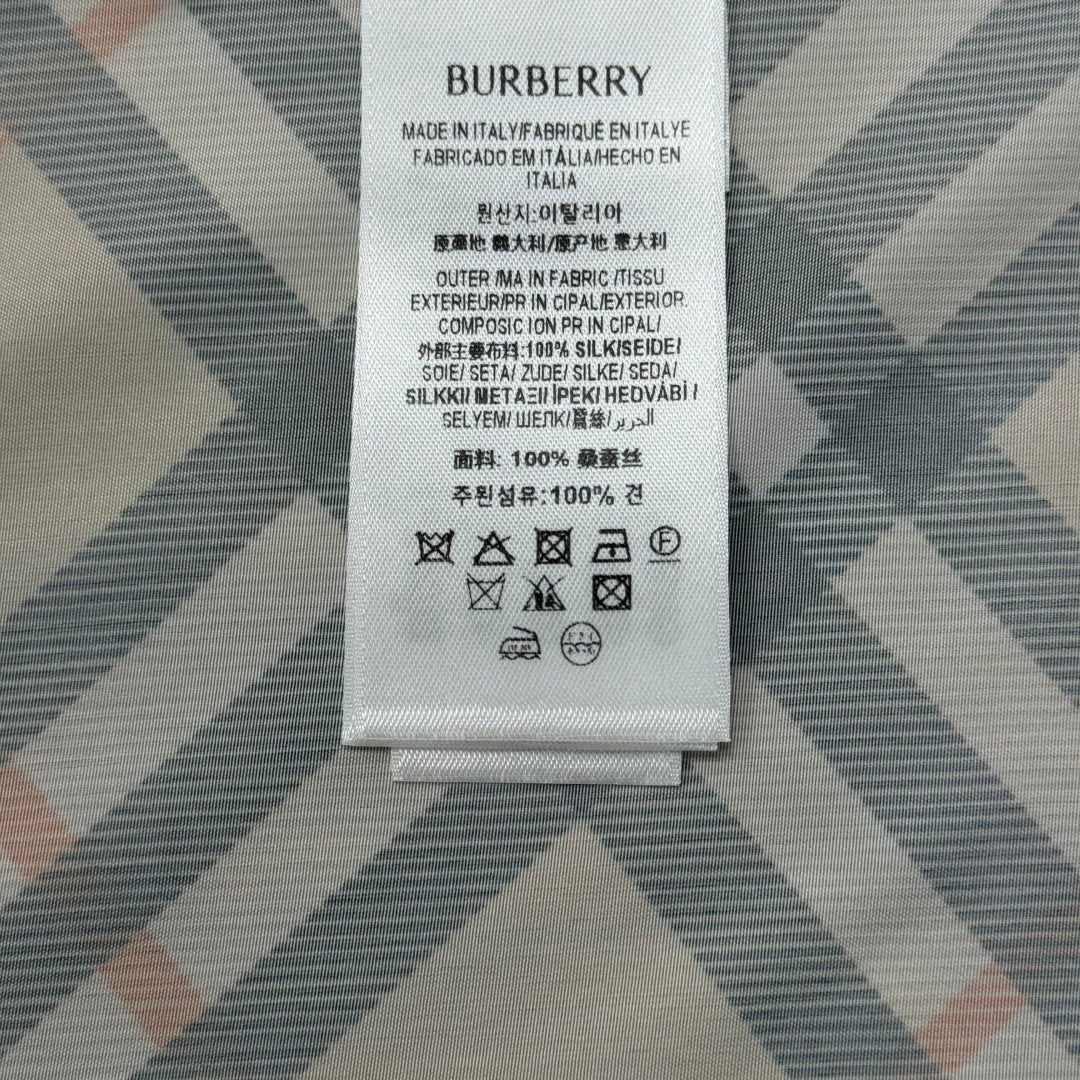 BURBERRY
MADE IN ITALY/FABRIQUÉ EN ITALYE
FABRICADO EM ITÁLIA/HECHO EN
ITALIA
원산지:이탈리아
原產地 義大利/原产地 意大利
OUTER /MA IN FABRIC /TISSU
EXTERIEUR/PR IN CIPAL/EXTERIOR.
COMPOSIC ION PR IN CIPAL/
外部主要布料:100% SILK/SEIDE/
SOIE/ SETA/ ZUDE/ SILKE/ SEDA/
SILKKI/ METAΞI/ İPEK/ HEDVÁBÍ /
SELYEM/ ШЕЛК/蠶絲/الحرير
面料: 100% 桑蚕丝
주원섬유:100% 견
F